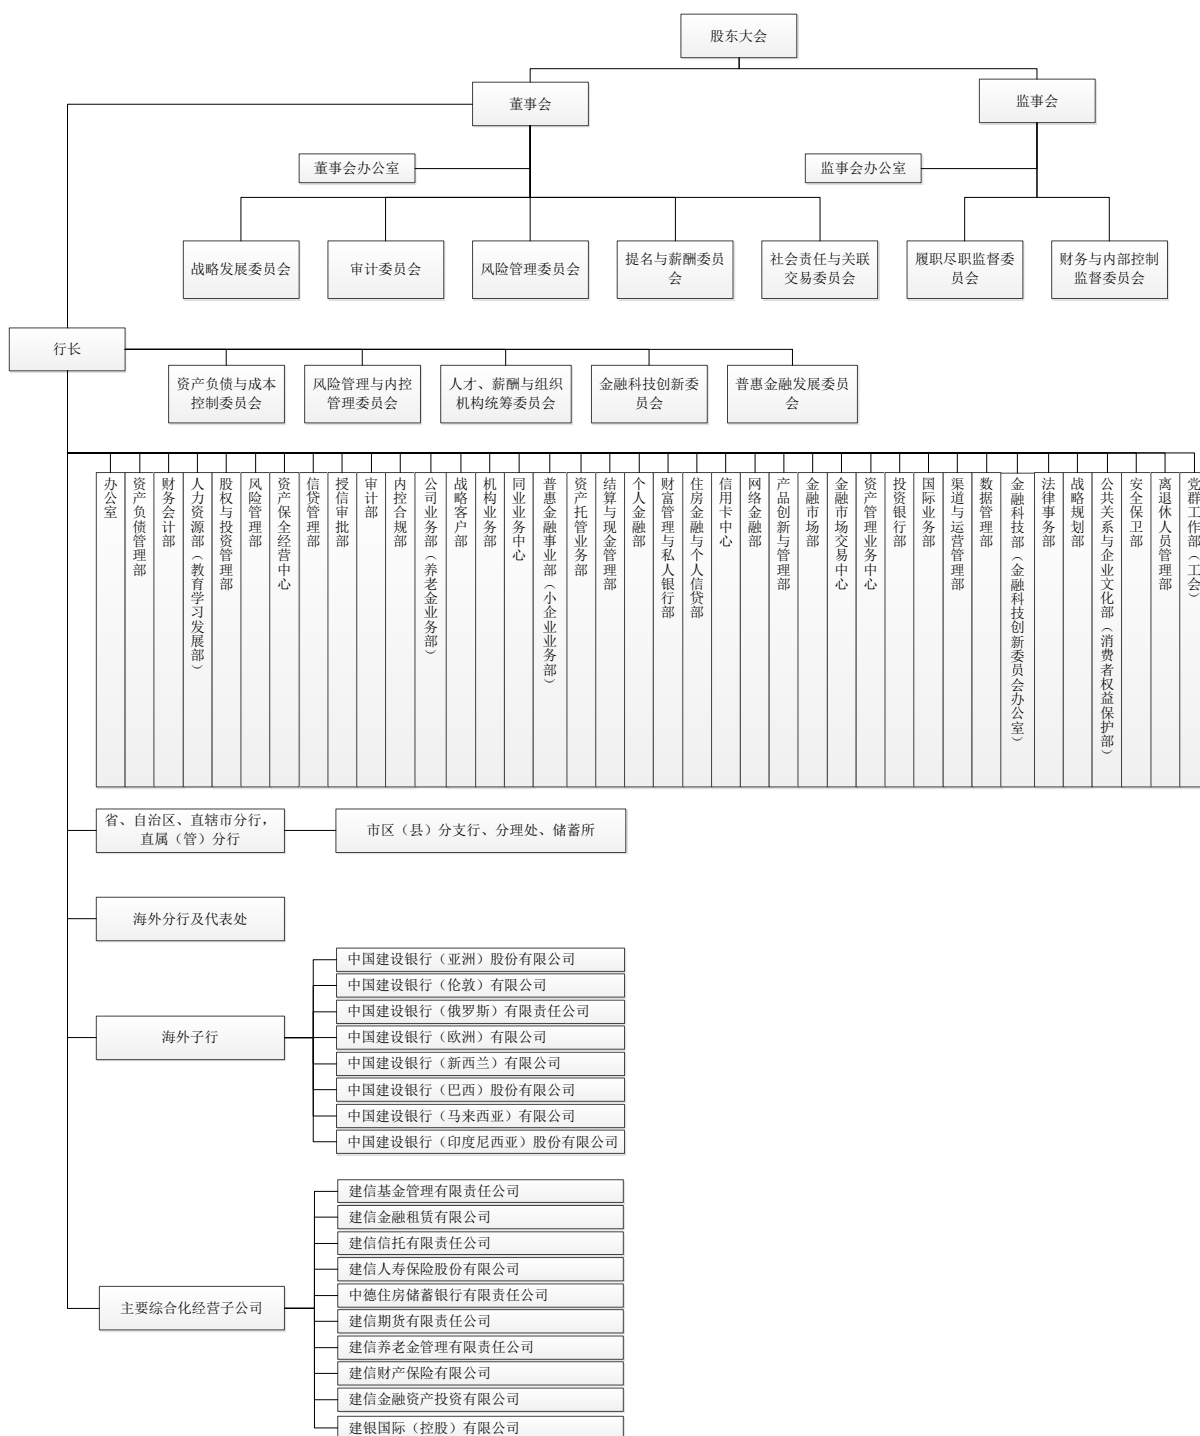 股东大会
董事会
监事会
董事会办公室
监事会办公室
战略发展委员会
审计委员会
风险管理委员会
提名与薪酬委员
会
社会责任与关联
交易委员会
履职尽职监督委
员会
财务与内部控制
监督委员会
行长
资产负债与成本
控制委员会
风险管理与内控
管理委员会
人才、薪酬与组织
机构统筹委员会
金融科技创新委
员会
普惠金融发展委员
会
办公室
资产负债管理部
财务会计部
人力资源部（教育学习发展部）
股权与投资管理部
风险管理部
资产保全经营中心
信贷管理部
授信审批部
审计部
内控合规部
公司业务部（养老金业务部）
战略客户部
机构业务部
同业业务中心
普惠金融事业部（小企业业务部）
资产托管业务部
结算与现金管理部
个人金融部
财富管理与私人银行部
住房金融与个人信贷部
信用卡中心
网络金融部
产品创新与管理部
金融市场部
金融市场交易中心
资产管理业务中心
投资银行部
国际业务部
渠道与运营管理部
数据管理部
金融科技部（金融科技创新委员会办公室）
法律事务部
战略规划部
公共关系与企业文化部（消费者权益保护部）
安全保卫部
离退休人员管理部
党群工作部（工会）
省、自治区、直辖市分行，
直属（管）分行
市区（县）分支行、分理处、储蓄所
海外分行及代表处
海外子行
中国建设银行（亚洲）股份有限公司
中国建设银行（伦敦）有限公司
中国建设银行（俄罗斯）有限责任公司
中国建设银行（欧洲）有限公司
中国建设银行（新西兰）有限公司
中国建设银行（巴西）股份有限公司
中国建设银行（马来西亚）有限公司
中国建设银行（印度尼西亚）股份有限公司
主要综合化经营子公司
建信基金管理有限责任公司
建信金融租赁有限公司
建信信托有限责任公司
建信人寿保险股份有限公司
中德住房储蓄银行有限责任公司
建信期货有限责任公司
建信养老金管理有限责任公司
建信财产保险有限公司
建信金融资产投资有限公司
建银国际（控股）有限公司